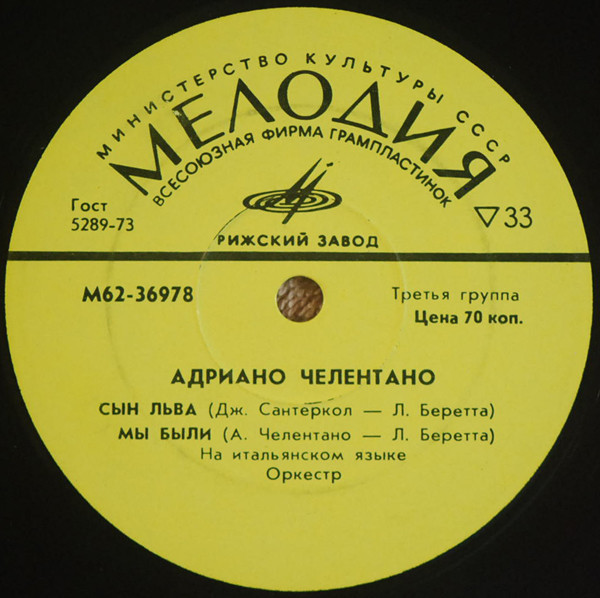 МИНИСТЕРСТВО КУЛЬТУРЫ СССР
МЕЛОДИЯ
ВСЕСОЮЗНАЯ ФИРМА ГРАМПЛАСТИНОК
Гост
5289-73
▽33
РИЖСКИЙ ЗАВОД
М62-36978
Третья группа
Цена 70 коп.
АДРИАНО ЧЕЛЕНТАНО
СЫН ЛЬВА (Дж. Сантеркол — Л. Беретта)
МЫ БЫЛИ (А. Челентано — Л. Беретта)
На итальянском языке
Оркестр